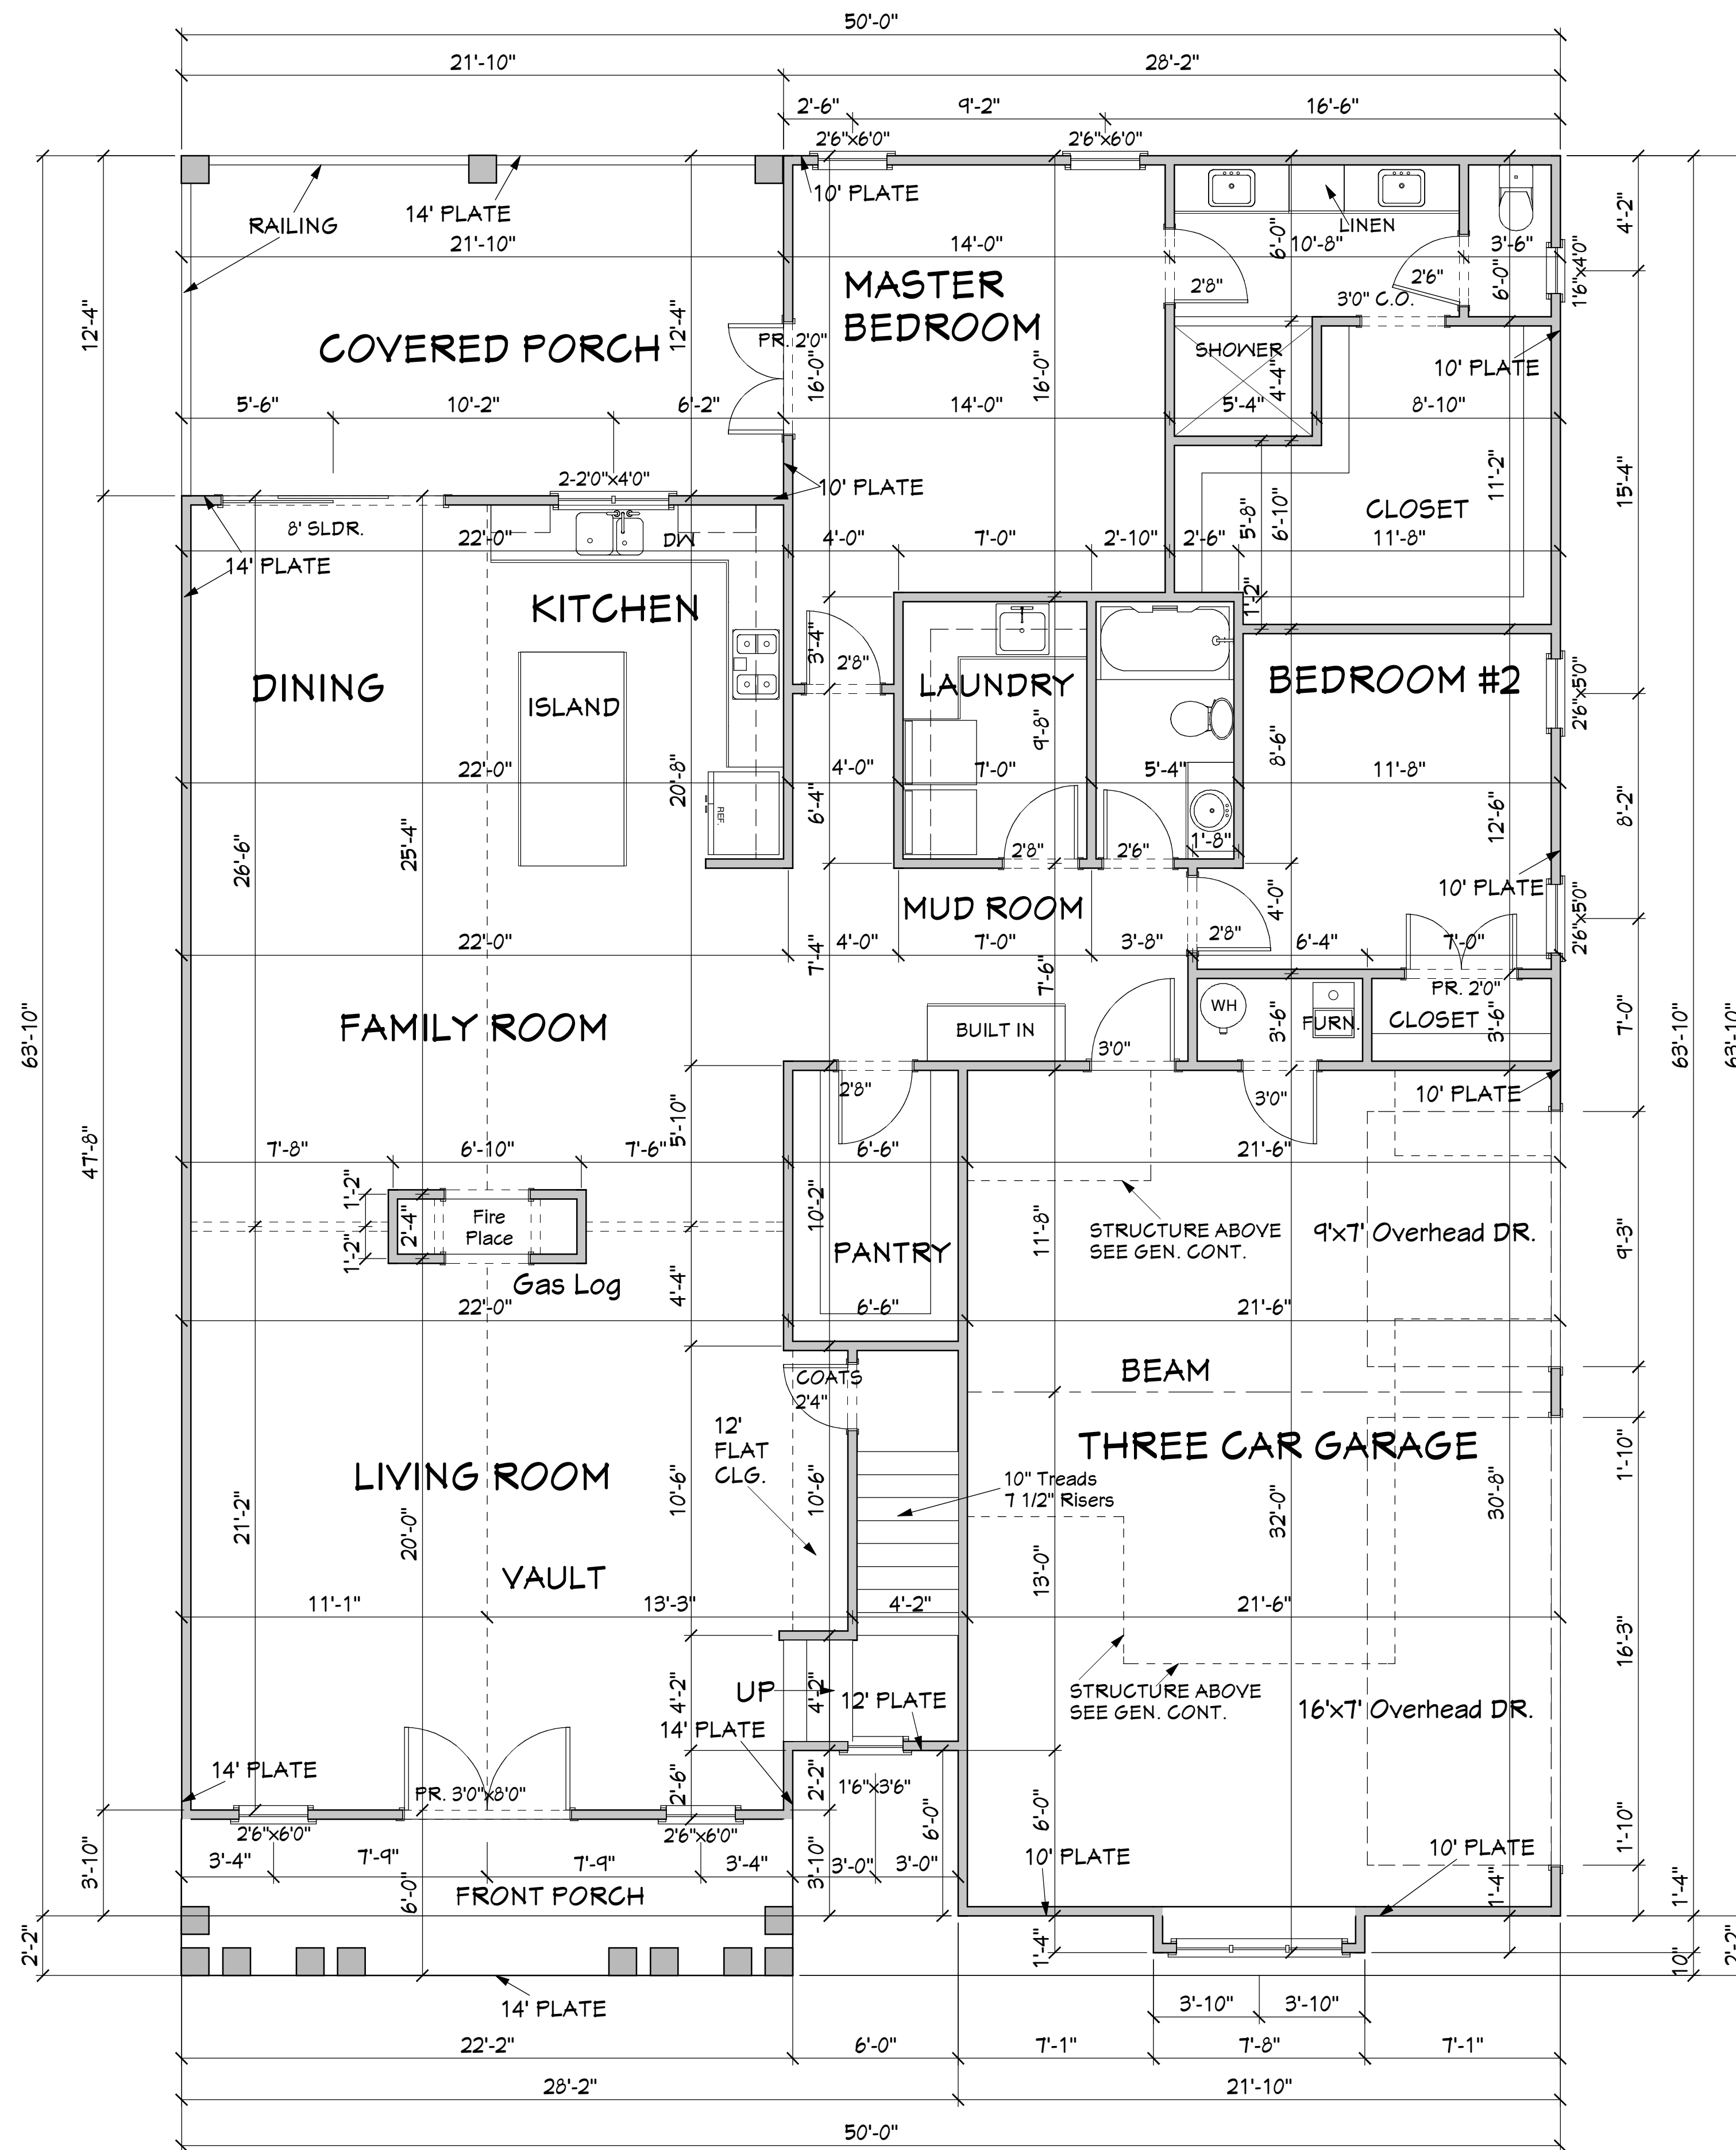 50'-0"
21'-10"
28'-2"
2'-6"
9'-2"
16'-6"
2'6"x6'0"
2'6"x6'0"
10' PLATE
14' PLATE
RAILING
LINEN
4'-2"
21'-10"
14'-0"
6'-0"
10'-8"
3'-6"
MASTER
BEDROOM
2'8"
2'6"
6'-0"
1'6"x4'0"
3'0" C.O.
12'-4"
COVERED PORCH
12'-4"
PR. 2'0"
16'-0"
16'-0"
SHOWER
4'-4"
10' PLATE
5'-6"
10'-2"
6'-2"
14'-0"
5'-4"
8'-10"
2-2'0"x4'0"
10' PLATE
11'-2"
15'-4"
CLOSET
8' SLDR.
DW
22'-0"
4'-0"
7'-0"
2'-10"
2'-6"
5'-8"
6'-10"
11'-8"
14' PLATE
1'-2"
KITCHEN
3'-4"
2'8"
DINING
ISLAND
LAUNDRY
BEDROOM #2
2'6"x5'0"
9'-8"
8'-6"
22'-0"
20'-8"
4'-0"
7'-0"
5'-4"
11'-8"
6'-4"
REF.
12'-6"
8'-2"
26'-6"
25'-4"
2'8"
2'6"
1'-8"
10' PLATE
MUD ROOM
4'-0"
2'6"x5'0"
22'-0"
7'-4"
4'-0"
7'-0"
3'-8"
2'8"
6'-4"
7'-0"
7'-6"
PR. 2'0"
WH
FURN.
CLOSET
3'-6"
3'-6"
7'-0"
FAMILY ROOM
BUILT IN
3'0"
63'-10"
63'-10"
63'-10"
2'8"
3'0"
10' PLATE
47'-8"
5'-10"
7'-8"
6'-10"
7'-6"
6'-6"
21'-6"
1'-2"
2'-4"
1'-2"
Fire
Place
10'-2"
11'-8"
STRUCTURE ABOVE
SEE GEN. CONT.
9'x7' Overhead DR.
9'-3"
PANTRY
Gas Log
4'-4"
22'-0"
6'-6"
21'-6"
COATS
2'4"
BEAM
12'
FLAT
CLG.
THREE CAR GARAGE
1'-10"
LIVING ROOM
10" Treads
7 1/2" Risers
21'-2"
20'-0"
10'-6"
10'-6"
32'-0"
30'-8"
VAULT
13'-0"
11'-1"
13'-3"
4'-2"
21'-6"
16'-3"
UP
4'-2"
4'-2"
12' PLATE
STRUCTURE ABOVE
SEE GEN. CONT.
16'x7' Overhead DR.
14' PLATE
14' PLATE
PR. 3'0"x8'0"
2'-6"
2'-2"
1'6"x3'6"
6'-0"
6'-0"
1'-10"
2'6"x6'0"
2'6"x6'0"
10' PLATE
10' PLATE
3'-10"
3'-4"
7'-9"
7'-9"
3'-4"
3'-10"
3'-0"
3'-0"
6'-0"
FRONT PORCH
1'-4"
1'-4"
2'-2"
1'-4"
10"
2'-2"
14' PLATE
3'-10"
3'-10"
22'-2"
6'-0"
7'-1"
7'-8"
7'-1"
28'-2"
21'-10"
50'-0"